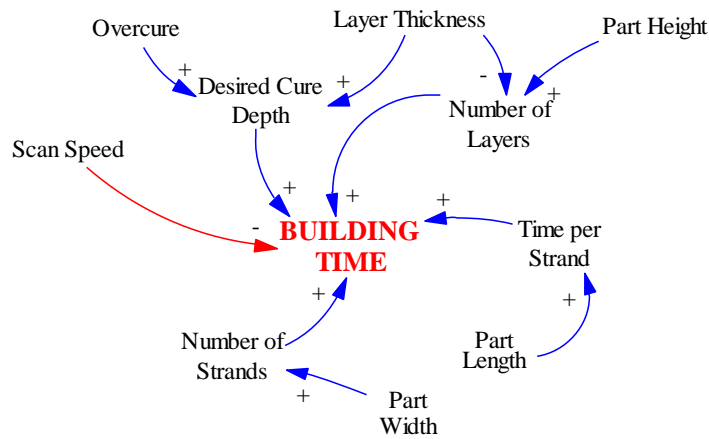 Overcure
Layer Thickness
Part Height
+
+
-
+
Desired Cure
Depth
Number of
Layers
Scan Speed
+
+
+
-
BUILDING
TIME
Time per
Strand
+
+
Number of
Strands
Part
Length
+
Part
Width